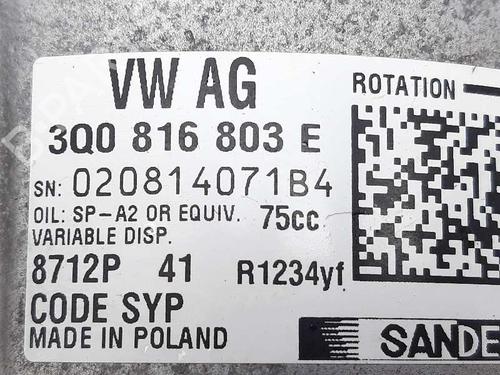 VW AG
ROTATION
3Q0 816 803 E
SN: 020814071B4
OIL: SP-A2 OR EQUIV. 75cc
VARIABLE DISP.
8712P 41 R1234yf
CODE SYP
MADE IN POLAND
SANDE